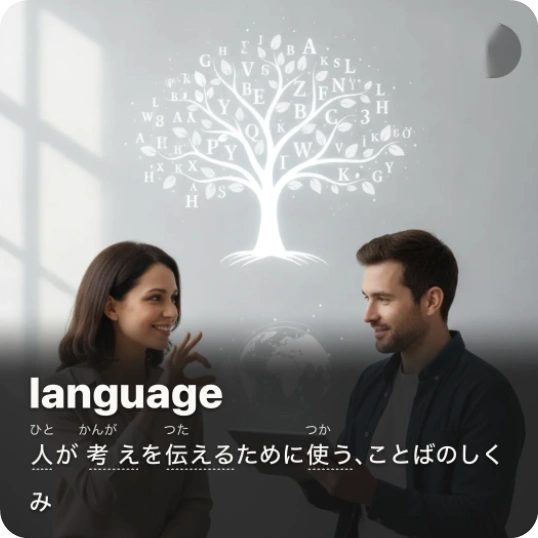 language
ひと かんが つた つか
人が考えを伝えるために使う、ことばのしく
み